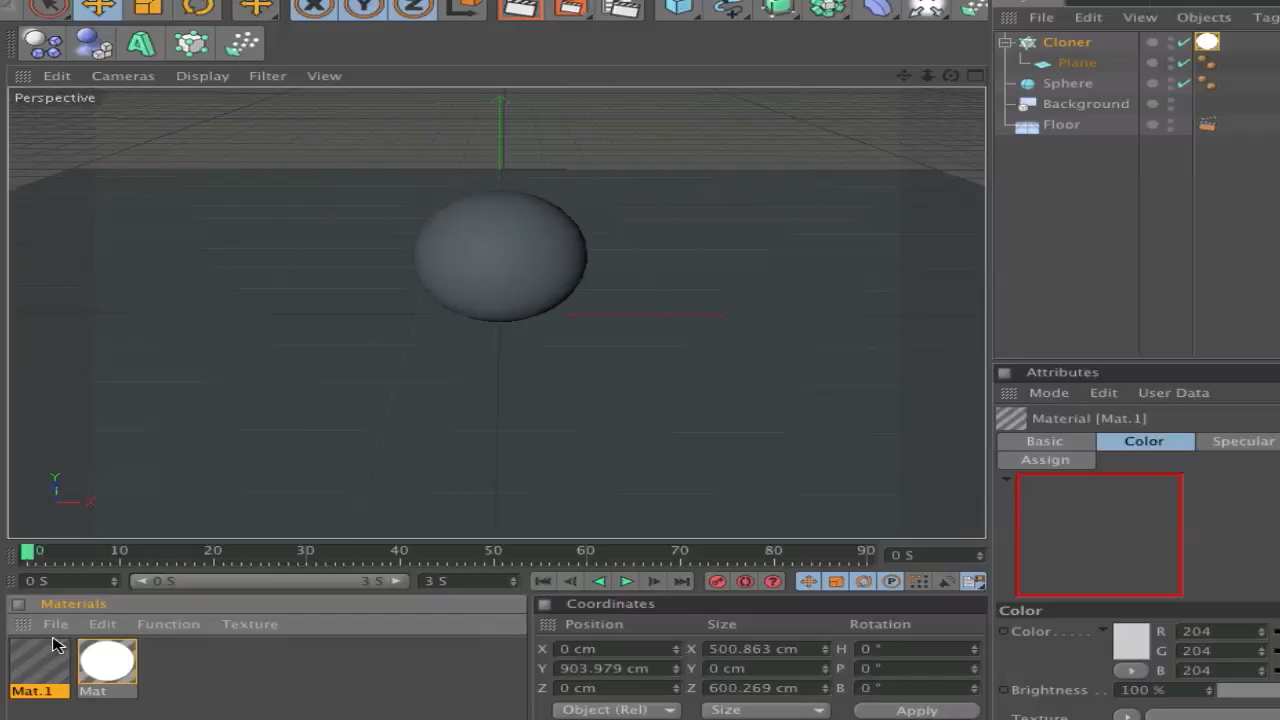 File Edit View Objects Tag
Cloner
Plane
Sphere
Background
Floor
Edit Cameras Display Filter View
Perspective
X Y Z
Y
X
0 10 20 30 40 50 60 70 80 90 0 S
0 S 0 S 3 S 3 S
Materials
File Edit Function Texture
Mat.1 Mat
Coordinates
Position Size Rotation
X 0 cm X 500.863 cm H 0 °
Y 903.979 cm Y 0 cm P 0 °
Z 0 cm Z 600.269 cm B 0 °
Object (Rel) Size Apply
Attributes
Mode Edit User Data
Material [Mat.1]
Basic Color Specular
Assign
Color
Color..... R 204
G 204
B 204
Brightness .. 100 %
Texture